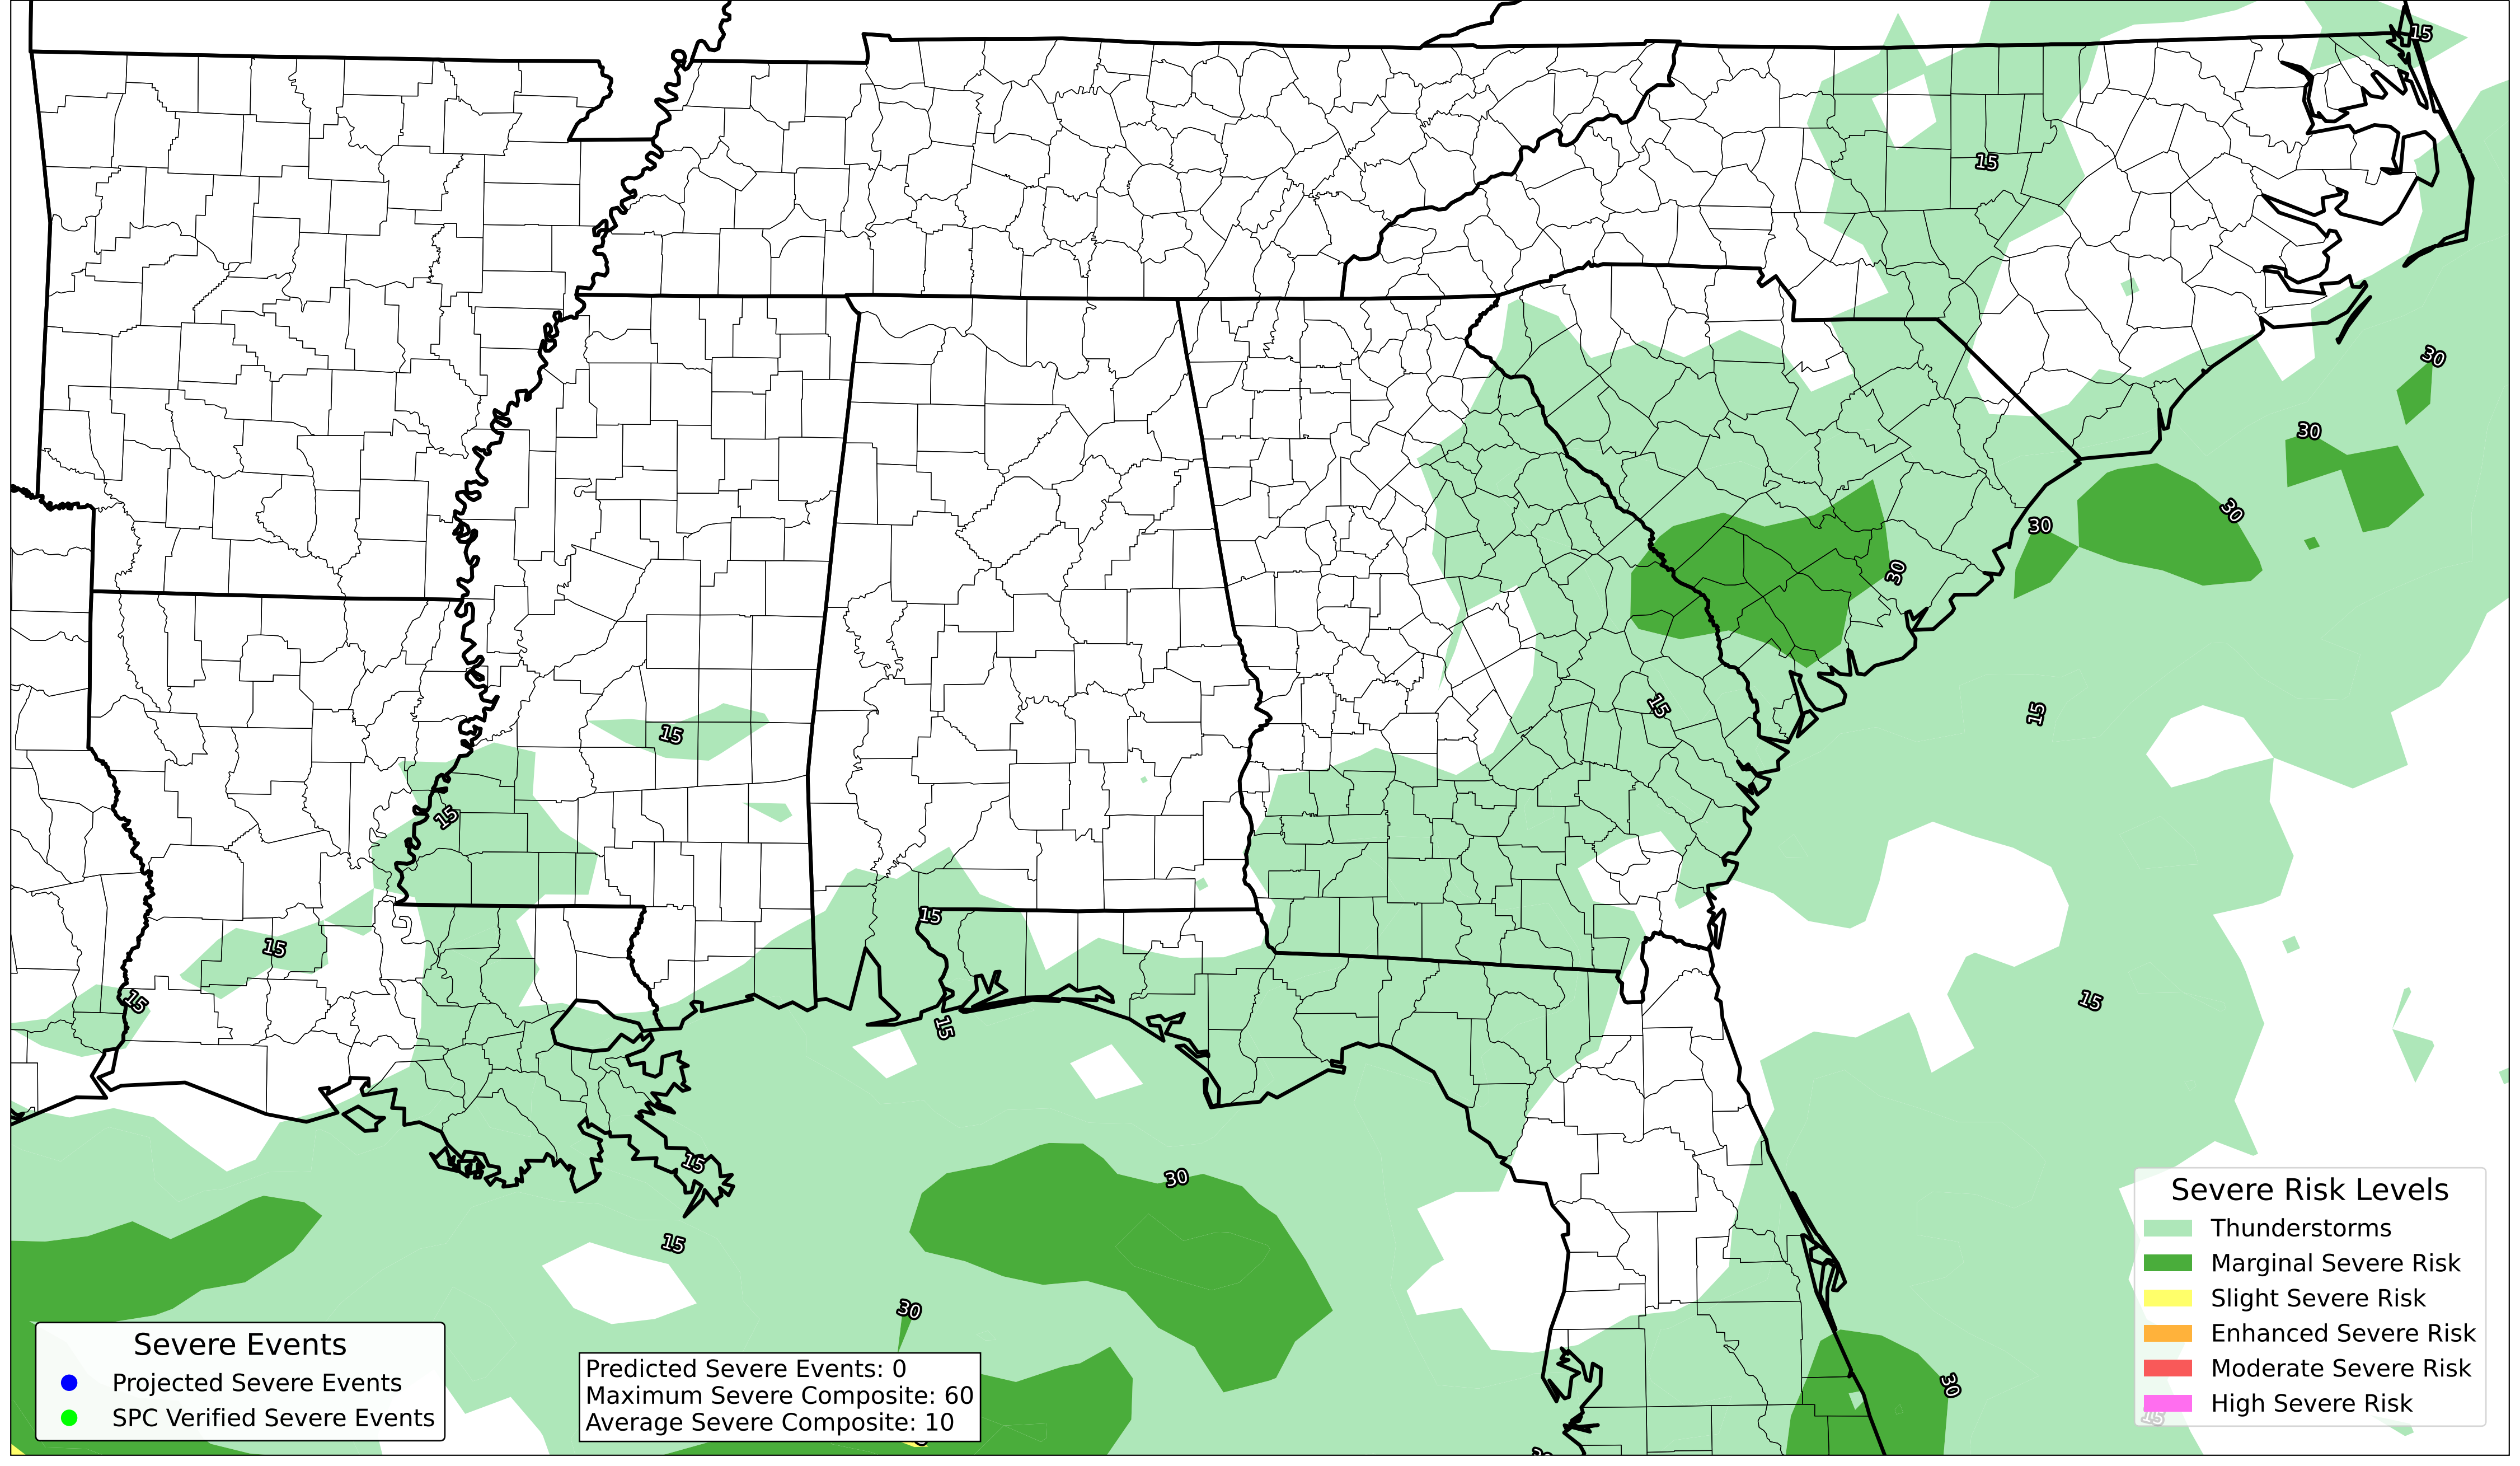 15
15
30
30
30
30
30
15
15
15
15
15
15
15
15
15
15
30
15
30
30
15
Severe Risk Levels
Thunderstorms
Marginal Severe Risk
Slight Severe Risk
Enhanced Severe Risk
Moderate Severe Risk
High Severe Risk
Severe Events
Projected Severe Events
SPC Verified Severe Events
Predicted Severe Events: 0
Maximum Severe Composite: 60
Average Severe Composite: 10